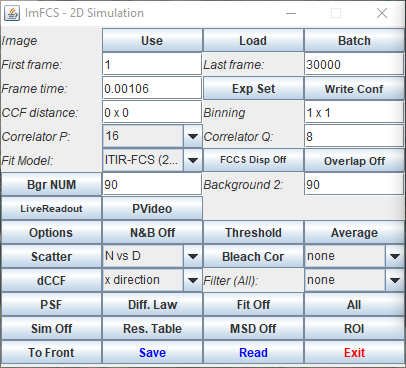 ImFCS - 2D Simulation
Image Use Load Batch
First frame: 1 Last frame: 30000
Frame time: 0.00106 Exp Set Write Conf
CCF distance: 0 x 0 Binning 1 x 1
Correlator P: 16 Correlator Q: 8
Fit Model: ITIR-FCS (2... FCCS Disp Off Overlap Off
Bgr NUM 90 Background 2: 90
LiveReadout PVideo
Options N&B Off Threshold Average
Scatter N vs D Bleach Cor none
dCCF x direction Filter (All): none
PSF Diff. Law Fit Off All
Sim Off Res. Table MSD Off ROI
To Front Save Read Exit